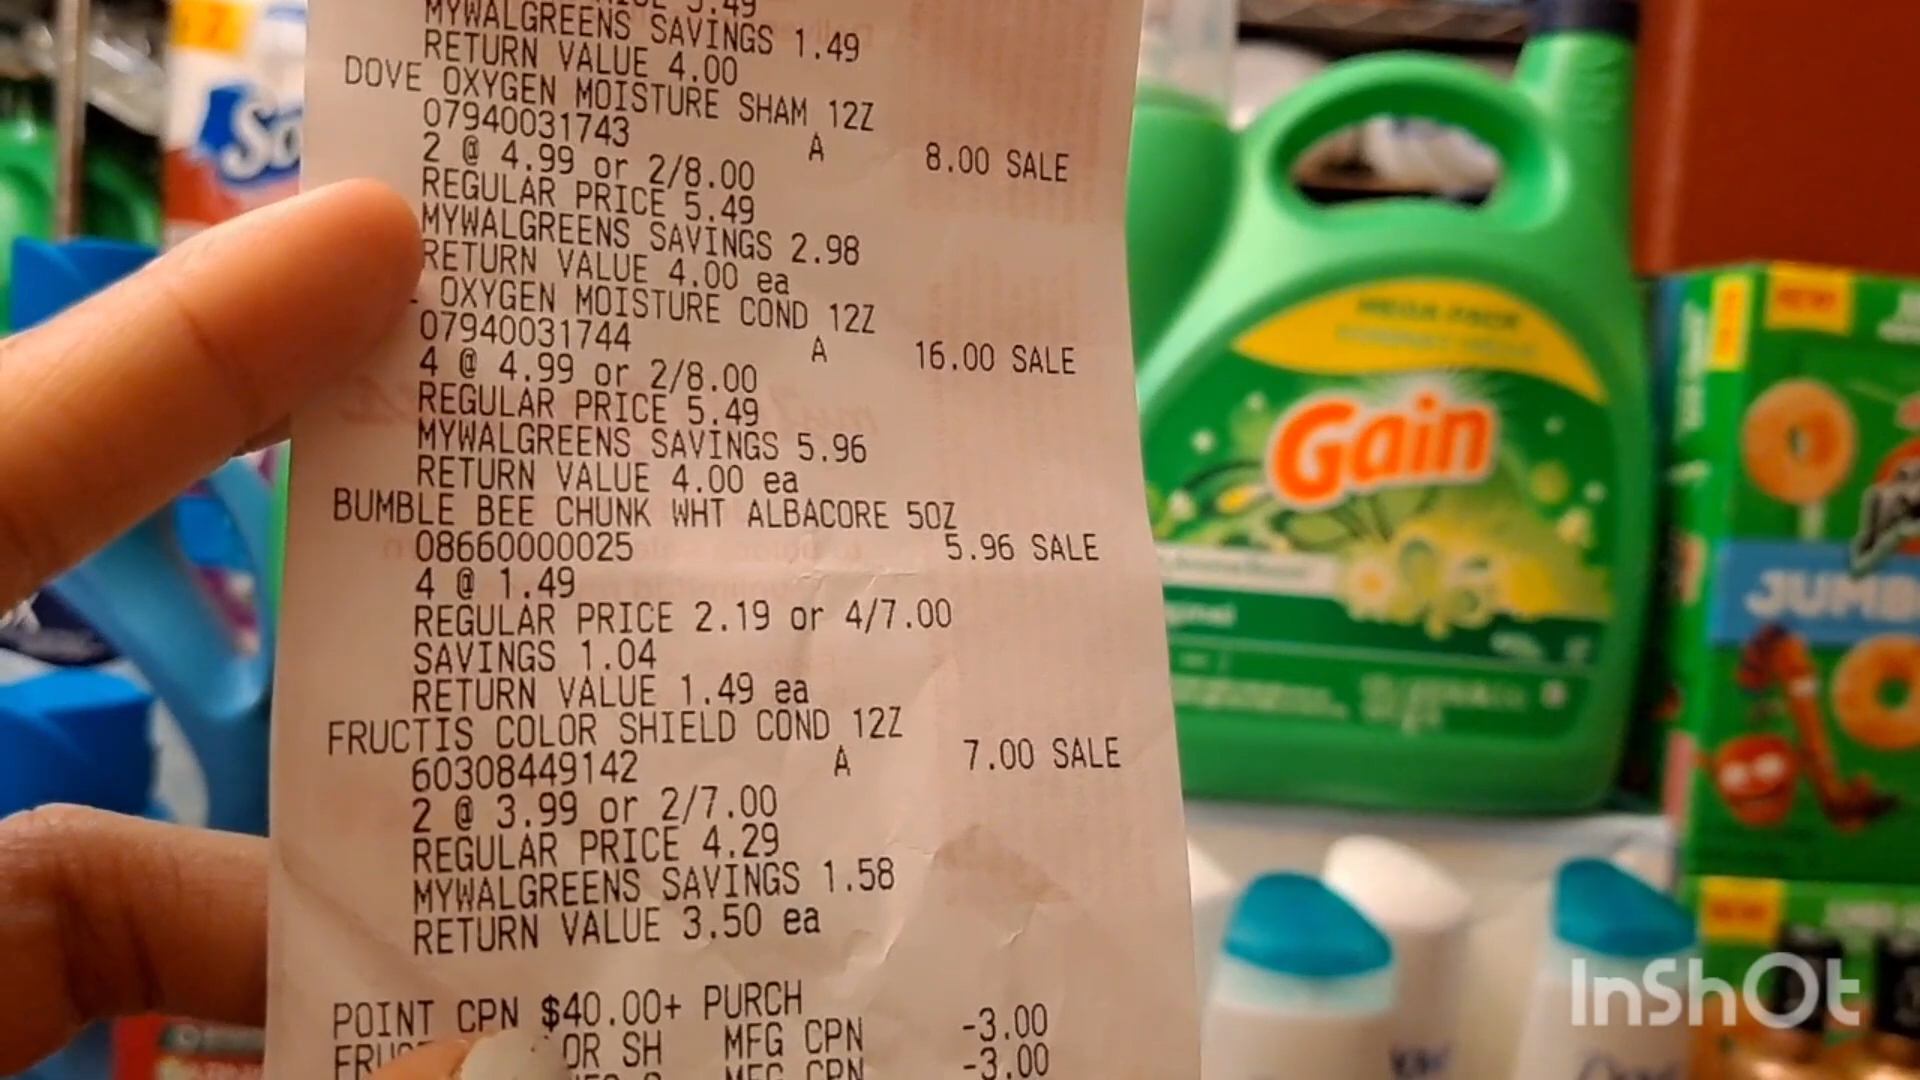 5.49
MYWALGREENS SAVINGS 1.49
RETURN VALUE 4.00
DOVE OXYGEN MOISTURE SHAM 12Z
07940031743 A 8.00 SALE
2 @ 4.99 or 2/8.00
REGULAR PRICE 5.49
MYWALGREENS SAVINGS 2.98
RETURN VALUE 4.00 ea
OXYGEN MOISTURE COND 12Z
07940031744 A 16.00 SALE
4 @ 4.99 or 2/8.00
REGULAR PRICE 5.49
MYWALGREENS SAVINGS 5.96
RETURN VALUE 4.00 ea
BUMBLE BEE CHUNK WHT ALBACORE 5OZ
08660000025 5.96 SALE
4 @ 1.49
REGULAR PRICE 2.19 or 4/7.00
SAVINGS 1.04
RETURN VALUE 1.49 ea
FRUCTIS COLOR SHIELD COND 12Z
60308449142 A 7.00 SALE
2 @ 3.99 or 2/7.00
REGULAR PRICE 4.29
MYWALGREENS SAVINGS 1.58
RETURN VALUE 3.50 ea
POINT CPN $40.00+ PURCH
OR SH MFG CPN -3.00
MFG CPN -3.00
MEGA PACK
Gain
JUMB
InShOt